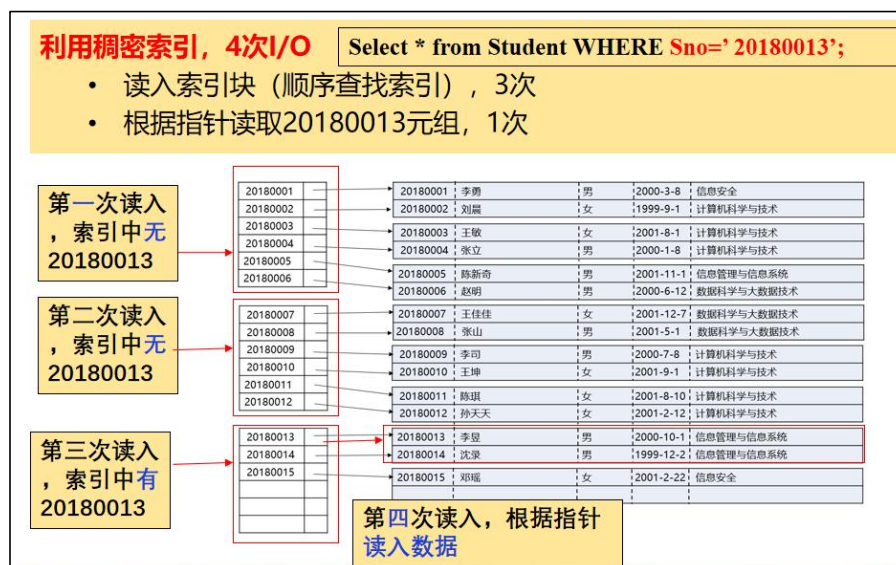 利用稠密索引，4次I/O
Select * from Student WHERE Sno=’ 20180013’;
• 读入索引块（顺序查找索引），3次
• 根据指针读取20180013元组，1次
第一次读入
，索引中无
20180013
20180001
20180002
20180003
20180004
20180005
20180006
20180001 李勇 男 2000-3-8 信息安全
20180002 刘晨 女 1999-9-1 计算机科学与技术
20180003 王敏 女 2001-8-1 计算机科学与技术
20180004 张立 男 2000-1-8 计算机科学与技术
20180005 陈新奇 男 2001-11-1 信息管理与信息系统
20180006 赵明 男 2000-6-12 数据科学与大数据技术
第二次读入
，索引中无
20180013
20180007
20180008
20180009
20180010
20180011
20180012
20180007 王佳佳 女 2001-12-7 数据科学与大数据技术
20180008 张山 男 2001-5-1 数据科学与大数据技术
20180009 李司 男 2000-7-8 计算机科学与技术
20180010 王坤 女 2001-9-1 计算机科学与技术
20180011 陈琪 女 2001-8-10 计算机科学与技术
20180012 孙天天 女 2001-2-12 计算机科学与技术
第三次读入
，索引中有
20180013
20180013
20180014
20180015
20180013 李昱 男 2000-10-1 信息管理与信息系统
20180014 沈录 男 1999-12-2 信息管理与信息系统
20180015 邓瑶 女 2001-2-22 信息安全
第四次读入，根据指针
读入数据